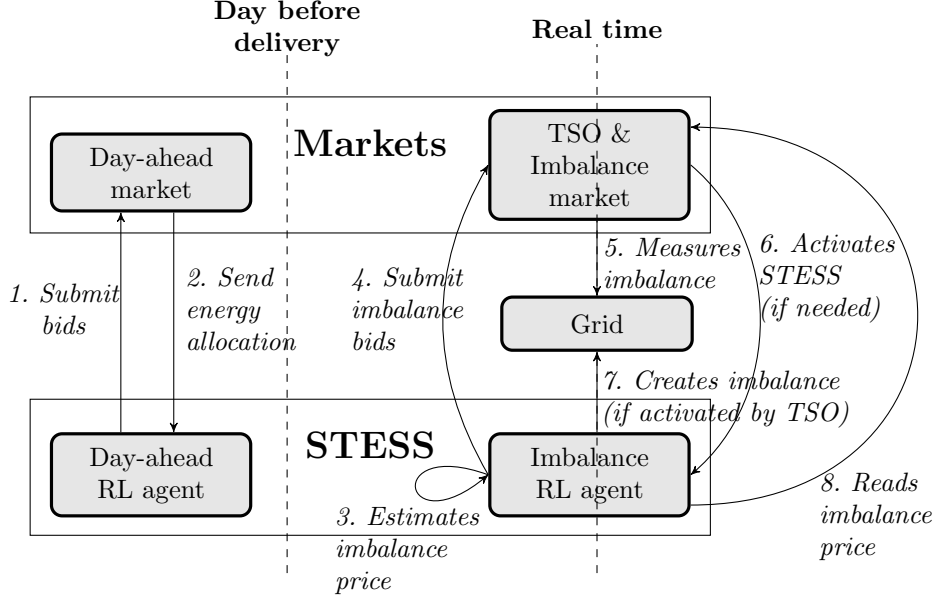 Day before
delivery
Real time
Markets
Day-ahead
market
TSO &
Imbalance
market
1. Submit
bids
2. Send
energy
allocation
4. Submit
imbalance
bids
5. Measures
imbalance
6. Activates
STESS
(if needed)
Grid
7. Creates imbalance
(if activated by TSO)
STESS
Day-ahead
RL agent
Imbalance
RL agent
3. Estimates
imbalance
price
8. Reads
imbalance
price